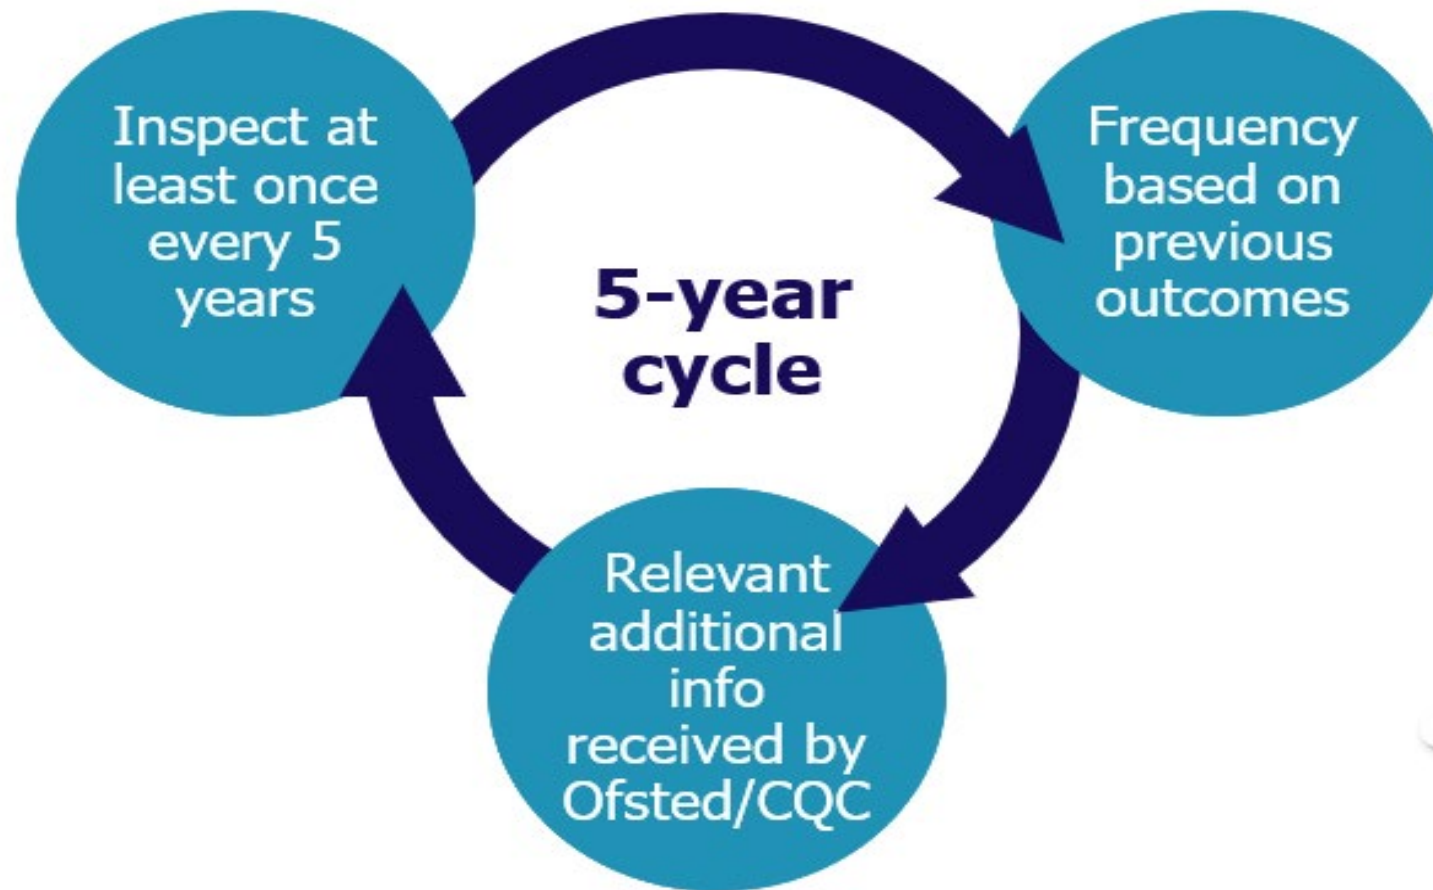 Inspect at
least once
every 5
years
Frequency
based on
previous
outcomes
5-year
cycle
Relevant
additional
info
received by
Ofsted/CQC